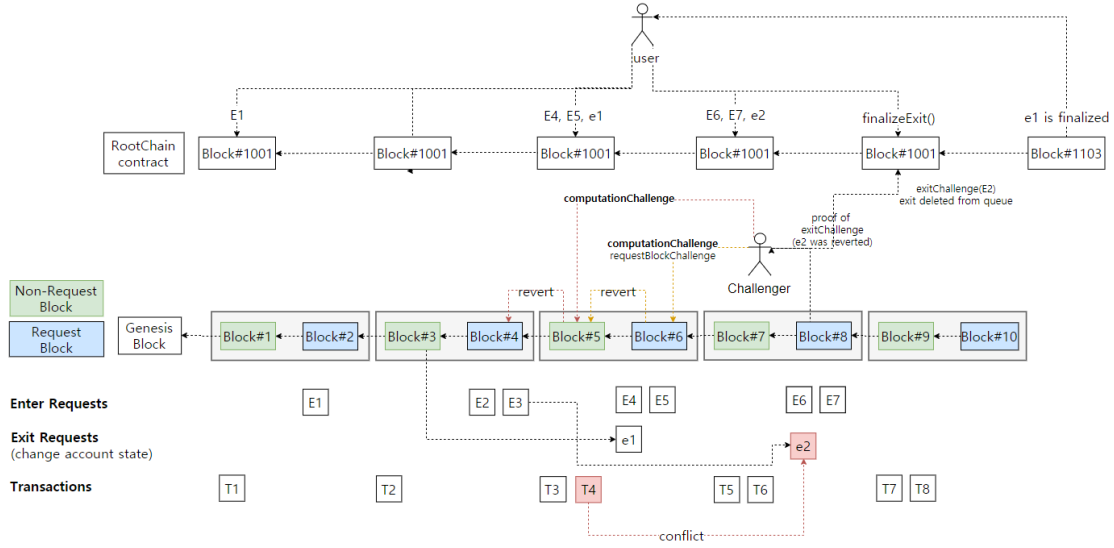 user
E1
E4, E5, e1
E6, E7, e2
finalizeExit()
e1 is finalized
RootChain
contract
Block#1001
Block#1001
Block#1001
Block#1001
Block#1001
Block#1103
exitChallenge(E2)
exit deleted from queue
computationChallenge
proof of
exitChallenge
(e2 was reverted)
computationChallenge
requestBlockChallenge
Challenger
Non-Request
Block
Request
Block
Genesis
Block
revert
revert
Block#1
Block#2
Block#3
Block#4
Block#5
Block#6
Block#7
Block#8
Block#9
Block#10
Enter Requests
E1
E2
E3
E4
E5
E6
E7
Exit Requests
(change account state)
e1
e2
Transactions
T1
T2
T3
T4
T5
T6
T7
T8
conflict